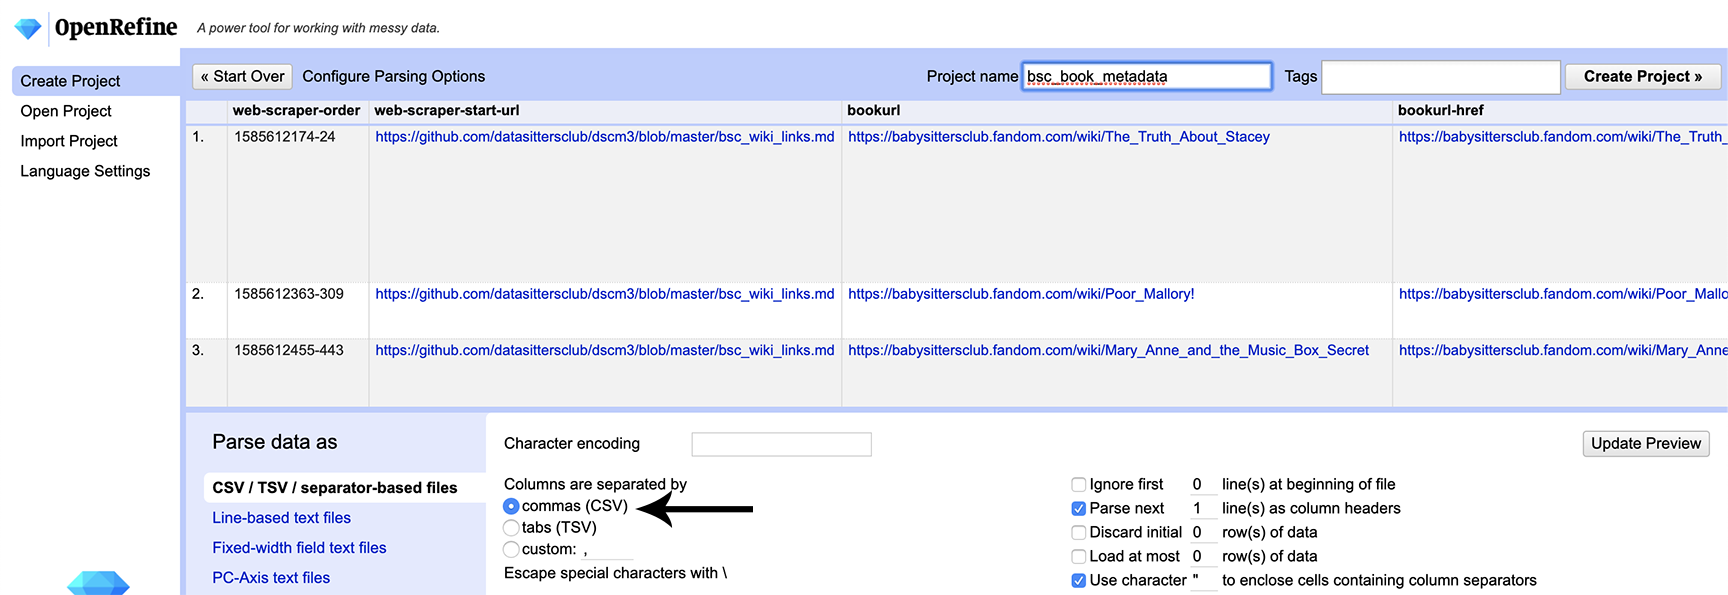 OpenRefine A power tool for working with messy data.
Create Project
Open Project
Import Project
Language Settings
« Start Over Configure Parsing Options Project name bsc_book_metadata Tags Create Project »
web-scraper-order web-scraper-start-url bookurl bookurl-href
1. 1585612174-24 https://github.com/datasittersclub/dscm3/blob/master/bsc_wiki_links.md https://babysittersclub.fandom.com/wiki/The_Truth_About_Stacey https://babysittersclub.fandom.com/wiki/The_Truth_
2. 1585612363-309 https://github.com/datasittersclub/dscm3/blob/master/bsc_wiki_links.md https://babysittersclub.fandom.com/wiki/Poor_Mallory! https://babysittersclub.fandom.com/wiki/Poor_Mallo
3. 1585612455-443 https://github.com/datasittersclub/dscm3/blob/master/bsc_wiki_links.md https://babysittersclub.fandom.com/wiki/Mary_Anne_and_the_Music_Box_Secret https://babysittersclub.fandom.com/wiki/Mary_Anne
Parse data as
CSV / TSV / separator-based files
Line-based text files
Fixed-width field text files
PC-Axis text files
Character encoding
Columns are separated by
commas (CSV)
tabs (TSV)
custom: ,
Escape special characters with \
Update Preview
Ignore first 0 line(s) at beginning of file
Parse next 1 line(s) as column headers
Discard initial 0 row(s) of data
Load at most 0 row(s) of data
Use character " to enclose cells containing column separators